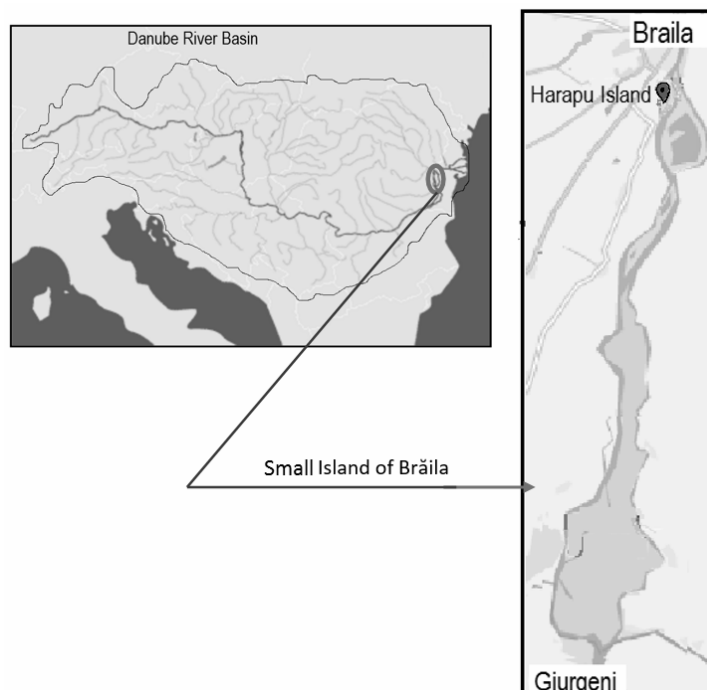 Danube River Basin
Braila
Harapu Island
Small Island of Brăila
Giurgeni